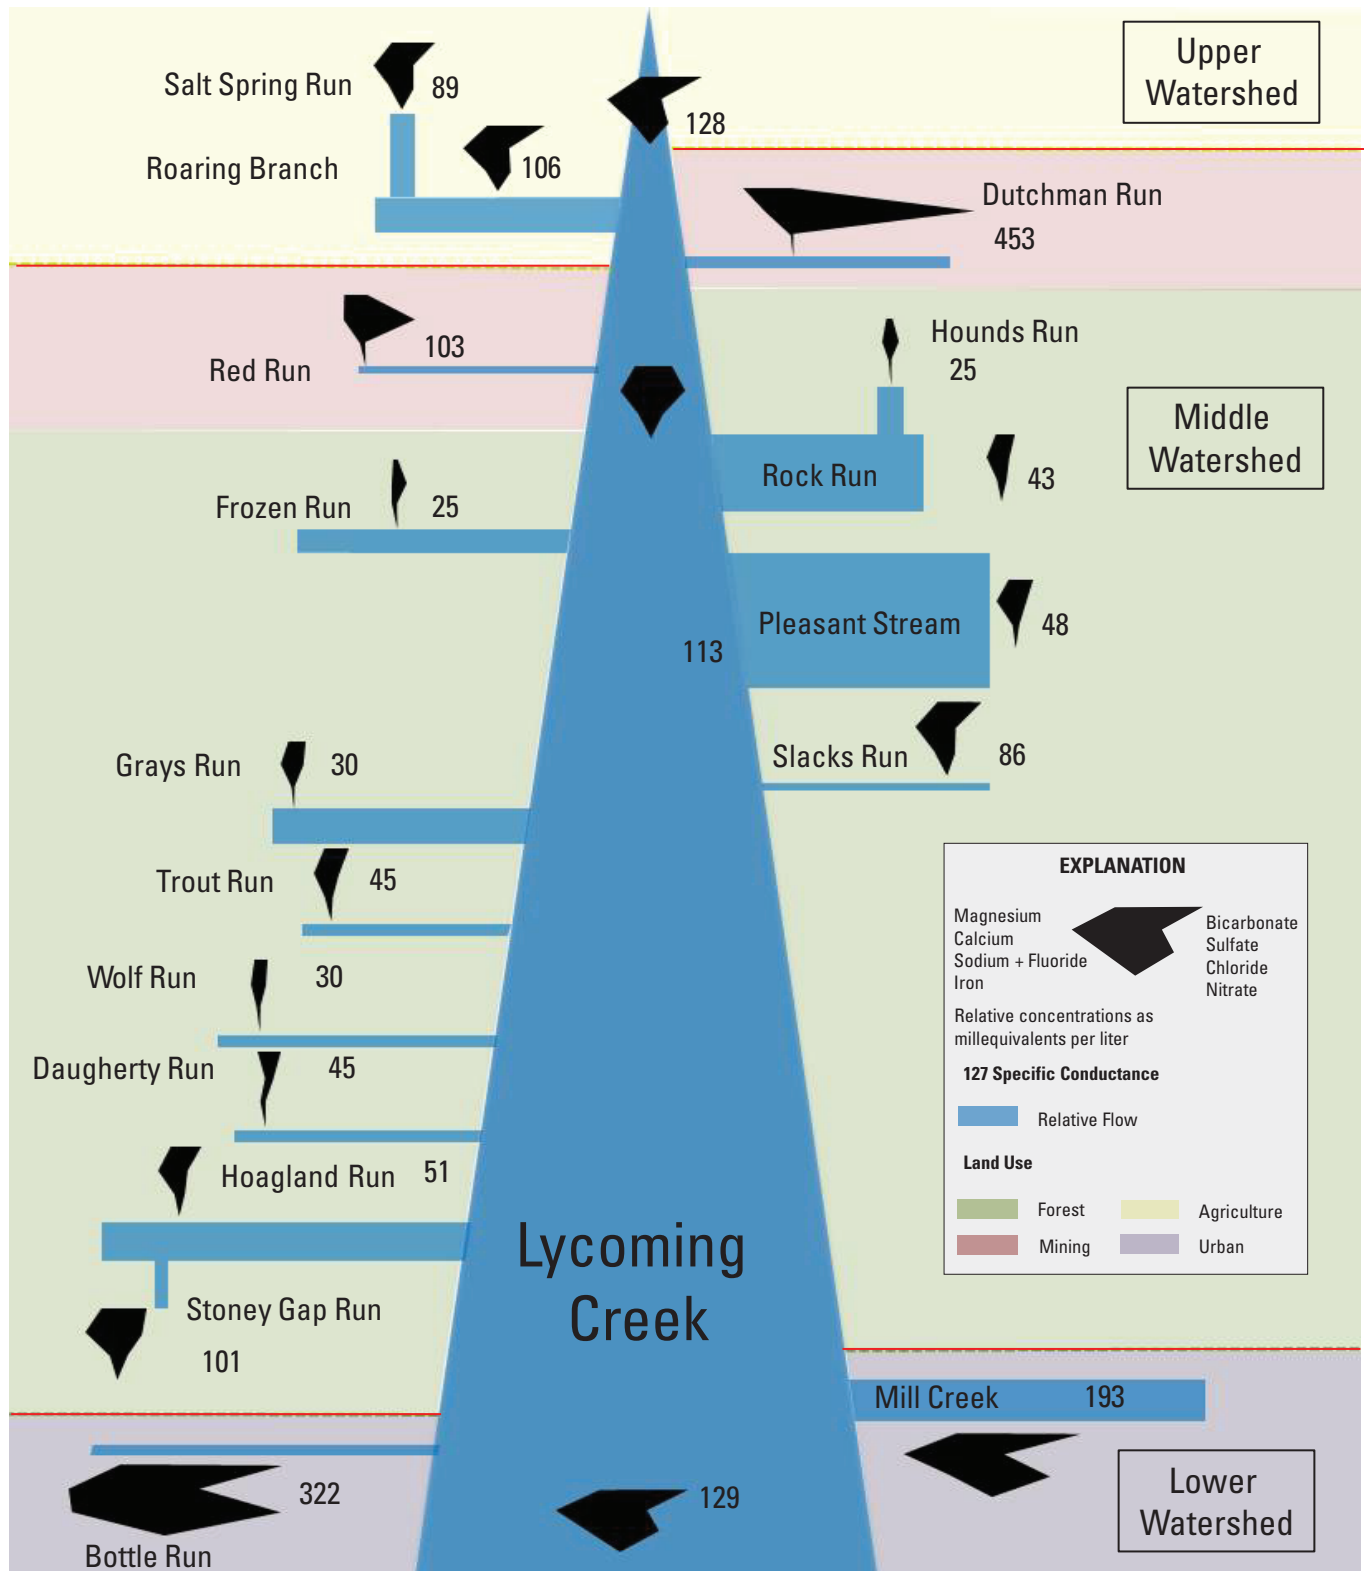 Upper
Watershed
Salt Spring Run
89
128
Roaring Branch
106
Dutchman Run
453
Red Run
103
Hounds Run
25
Middle
Watershed
Rock Run
43
Frozen Run
25
Pleasant Stream
48
113
Slacks Run
86
Grays Run
30
Trout Run
45
Wolf Run
30
Daugherty Run
45
Hoagland Run
51
Stoney Gap Run
101
Lycoming
Creek
EXPLANATION
Magnesium
Calcium
Sodium + Fluoride
Iron
Bicarbonate
Sulfate
Chloride
Nitrate
Relative concentrations as
millequivalents per liter
127 Specific Conductance
Relative Flow
Land Use
Forest
Agriculture
Mining
Urban
Mill Creek
193
322
Bottle Run
129
Lower
Watershed